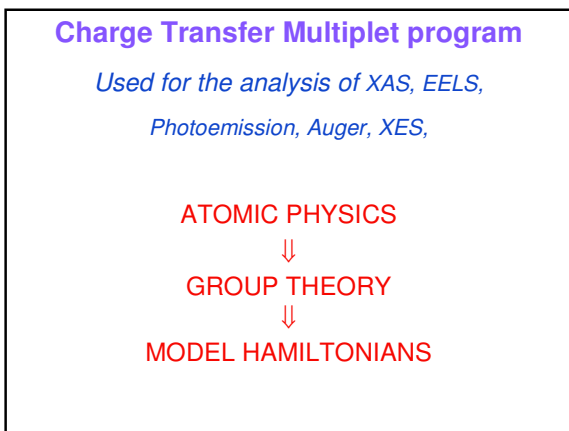 Charge Transfer Multiplet program
Used for the analysis of XAS, EELS,
Photoemission, Auger, XES,
ATOMIC PHYSICS
⇓
GROUP THEORY
⇓
MODEL HAMILTONIANS